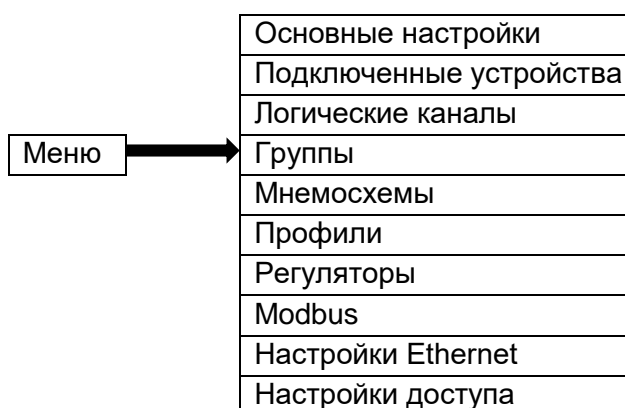 Основные настройки
Подключенные устройства
Логические каналы
Меню
Группы
Мнемосхемы
Профили
Регуляторы
Modbus
Настройки Ethernet
Настройки доступа